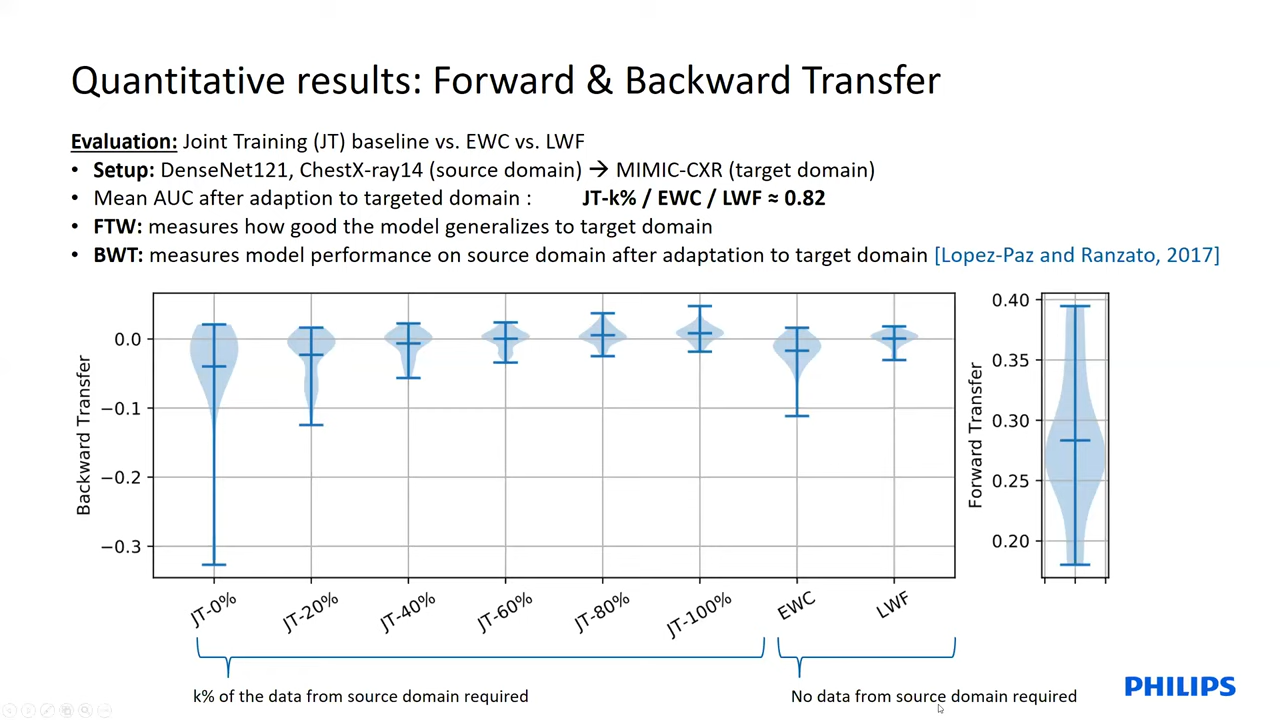 Quantitative results: Forward & Backward Transfer
Evaluation: Joint Training (JT) baseline vs. EWC vs. LWF
• Setup: DenseNet121, ChestX-ray14 (source domain) → MIMIC-CXR (target domain)
• Mean AUC after adaption to targeted domain : JT-k% / EWC / LWF ≈ 0.82
• FTW: measures how good the model generalizes to target domain
• BWT: measures model performance on source domain after adaptation to target domain [Lopez-Paz and Ranzato, 2017]
Backward Transfer
0.0
−0.1
−0.2
−0.3
JT-0% JT-20% JT-40% JT-60% JT-80% JT-100% EWC LWF
Forward Transfer
0.40
0.35
0.30
0.25
0.20
k% of the data from source domain required
No data from source domain required
PHILIPS